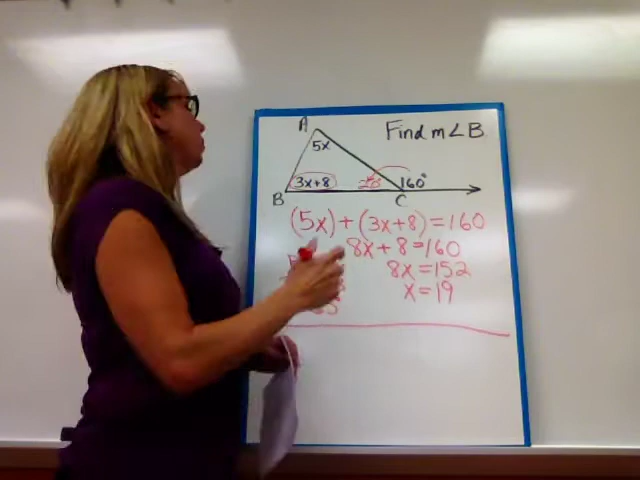 Find m∠B
A
5x
3x+8
160°
B
C
(5x)+(3x+8)=160
8x+8=160
8x=152
x=19